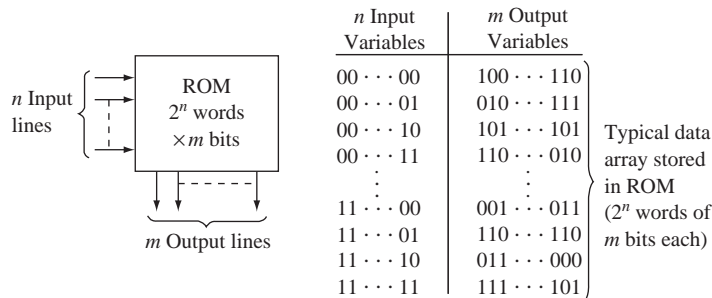 n Input
lines
ROM
2^n words
×m bits
m Output lines
n Input m Output
Variables Variables
00 · · · 00 100 · · · 110
00 · · · 01 010 · · · 111
00 · · · 10 101 · · · 101
00 · · · 11 110 · · · 010
11 · · · 00 001 · · · 011
11 · · · 01 110 · · · 110
11 · · · 10 011 · · · 000
11 · · · 11 111 · · · 101
Typical data
array stored
in ROM
(2^n words of
m bits each)